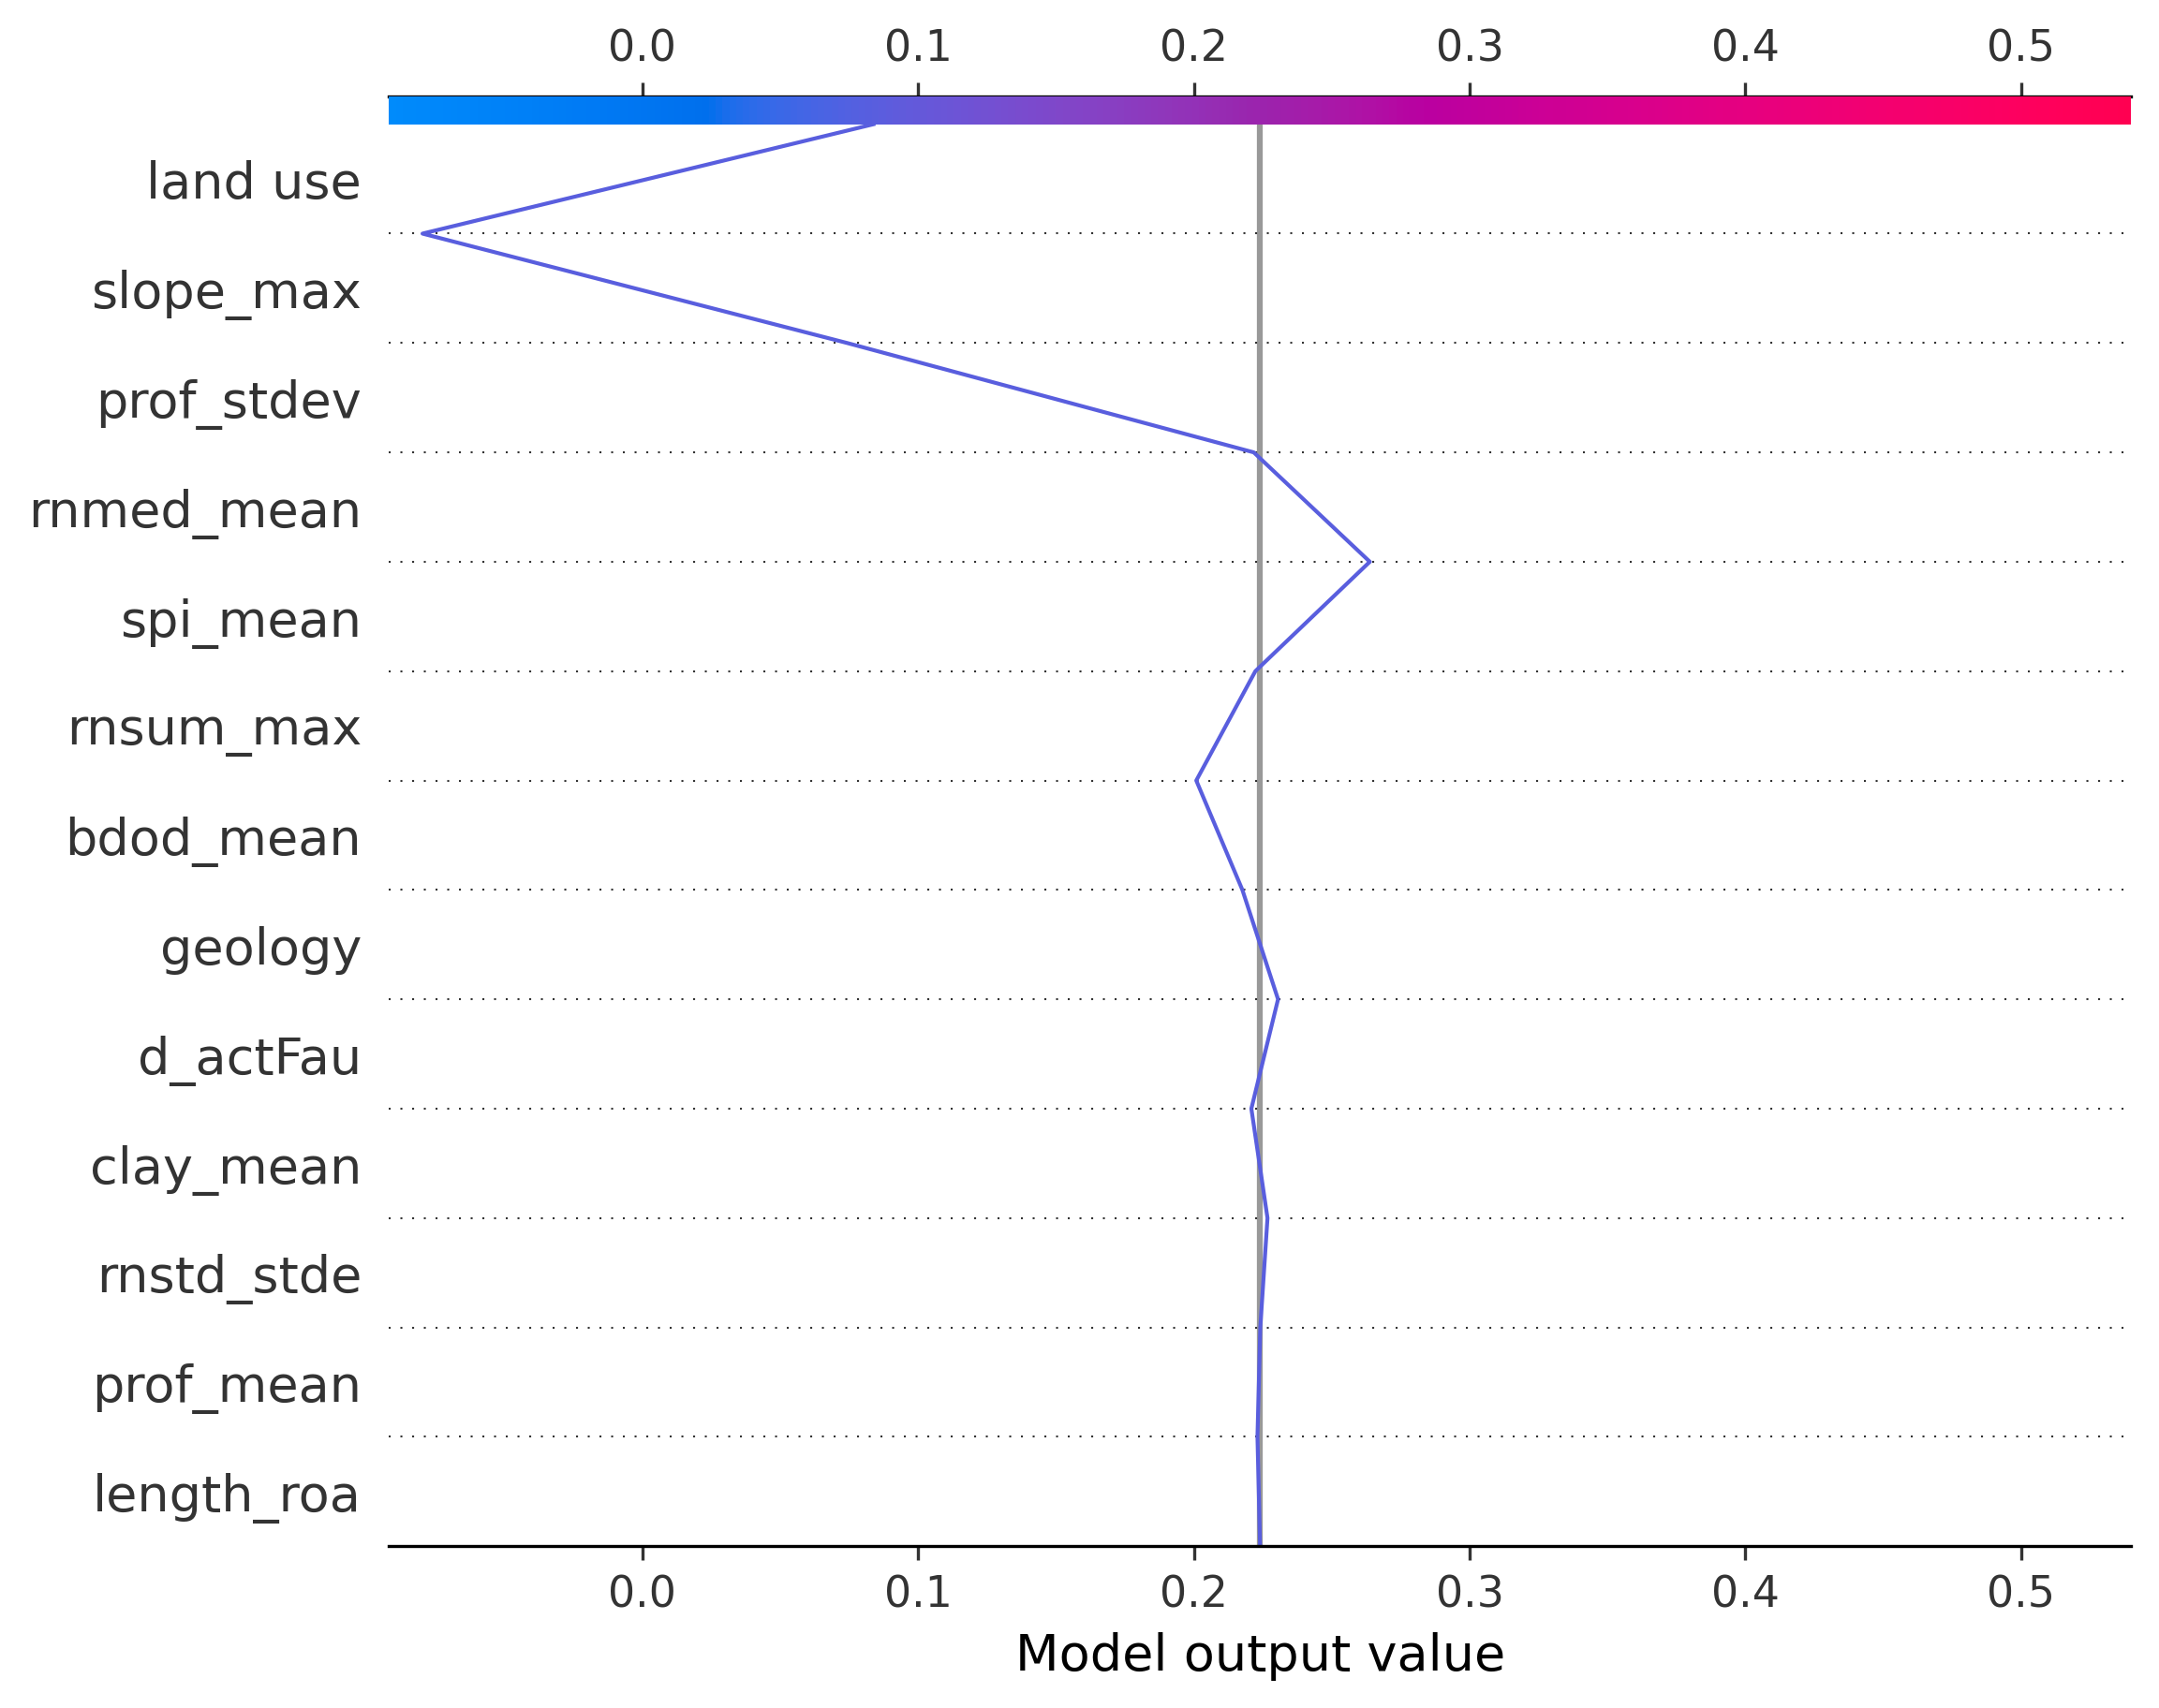 0.0 0.1 0.2 0.3 0.4 0.5
land use
slope_max
prof_stdev
rnmed_mean
spi_mean
rnsum_max
bdod_mean
geology
d_actFau
clay_mean
rnstd_stde
prof_mean
length_roa
0.0 0.1 0.2 0.3 0.4 0.5
Model output value